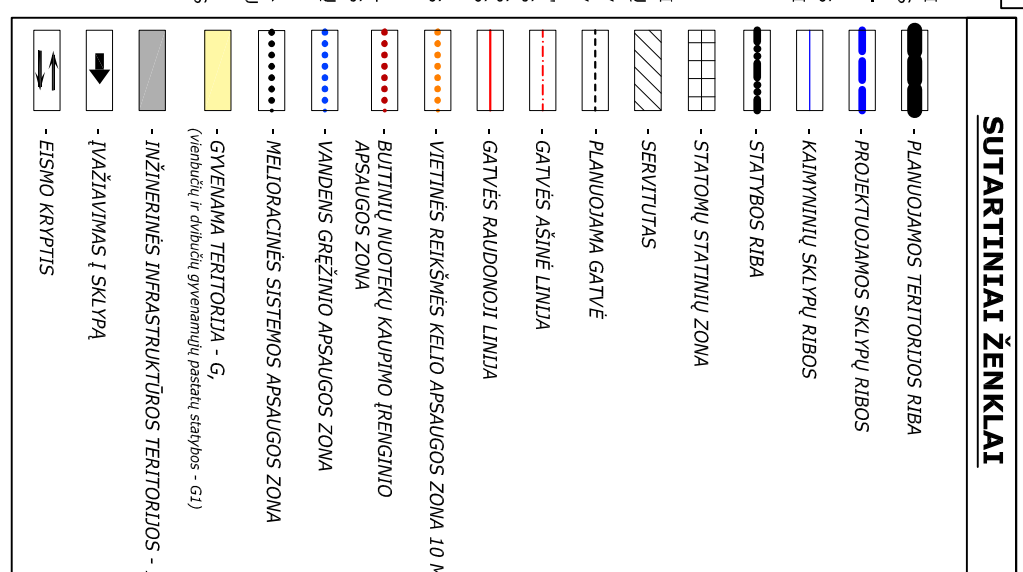 SUTARTINIAI ŽENKLAI
- PLANUOJAMOS TERITORIJOS RIBA
- PROJEKTUOJAMOS SKLYPŲ RIBOS
- KAIMYNINIŲ SKLYPŲ RIBOS
- STATYBOS RIBA
- STATOMŲ STATINIŲ ZONA
- SERVITUTAS
- PLANUOJAMA GATVĖ
- GATVĖS AŠINĖ LINIJA
- GATVĖS RAUDONOJI LINIJA
- VIETINĖS REIKŠMĖS KELIO APSAUGOS ZONA 10 M
- BUITINIŲ NUOTEKŲ KAUPIMO ĮRENGINIO
APSAUGOS ZONA
- VANDENS GRĘŽINIO APSAUGOS ZONA
- MELIORACINĖS SISTEMOS APSAUGOS ZONA
- GYVENAMA TERITORIJA - G,
(vienbučių ir dvibučių gyvenamųjų pastatų statybos - G1)
- INŽINERINĖS INFRASTRUKTŪROS TERITORIJOS -
- ĮVAŽIAVIMAS Į SKLYPĄ
- EISMO KRYPTIS